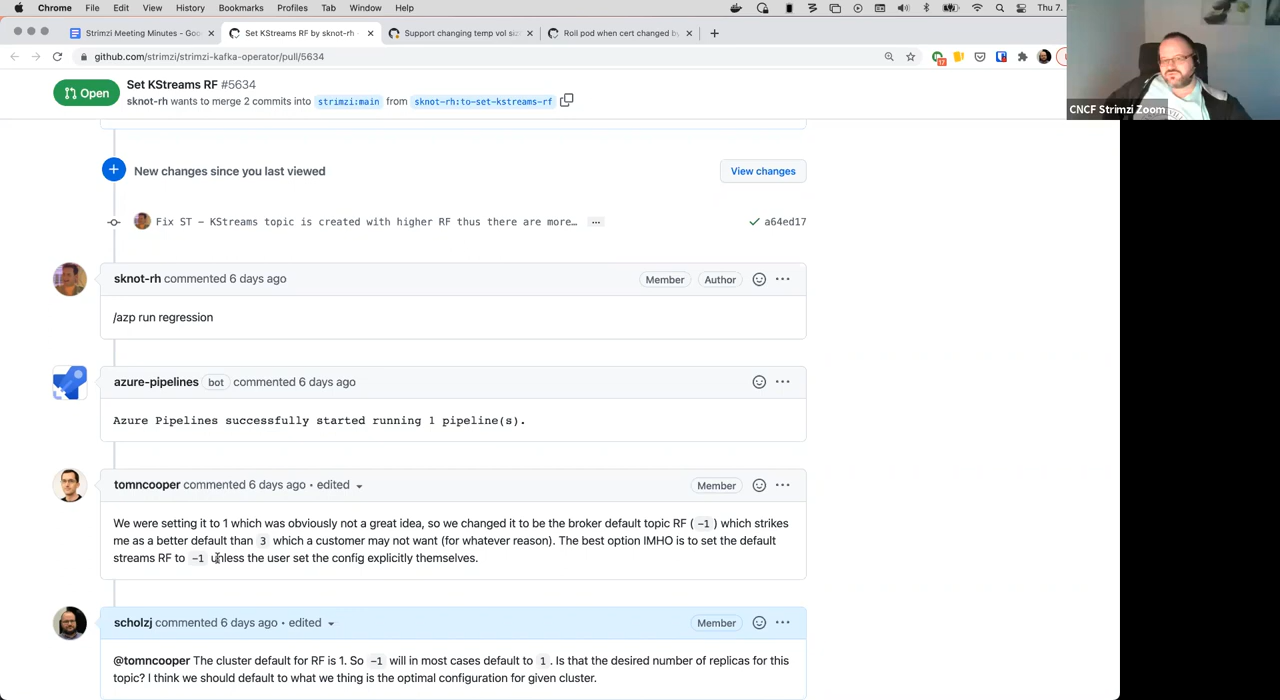 Chrome File Edit View History Bookmarks Profiles Tab Window Help Thu 7.
Strimzi Meeting Minutes - Goo × Set KStreams RF by sknot-rh × Support changing temp vol su × Roll pod when cert changed b × +
github.com/strimzi/strimzi-kafka-operator/pull/5634
17
CNCF Strimzi Zoom
Open
Set KStreams RF #5634
sknot-rh wants to merge 2 commits into strimzi:main from sknot-rh:to-set-kstreams-rf
New changes since you last viewed
View changes
Fix ST - KStreams topic is created with higher RF thus there are more… ... a64ed17
sknot-rh commented 6 days ago
Member Author
/azp run regression
azure-pipelines bot commented 6 days ago
Azure Pipelines successfully started running 1 pipeline(s).
tomncooper commented 6 days ago • edited
Member
We were setting it to 1 which was obviously not a great idea, so we changed it to be the broker default topic RF ( -1 ) which strikes
me as a better default than 3 which a customer may not want (for whatever reason). The best option IMHO is to set the default
streams RF to -1 unless the user set the config explicitly themselves.
scholzj commented 6 days ago • edited
Member
@tomncooper The cluster default for RF is 1. So -1 will in most cases default to 1 . Is that the desired number of replicas for this
topic? I think we should default to what we thing is the optimal configuration for given cluster.